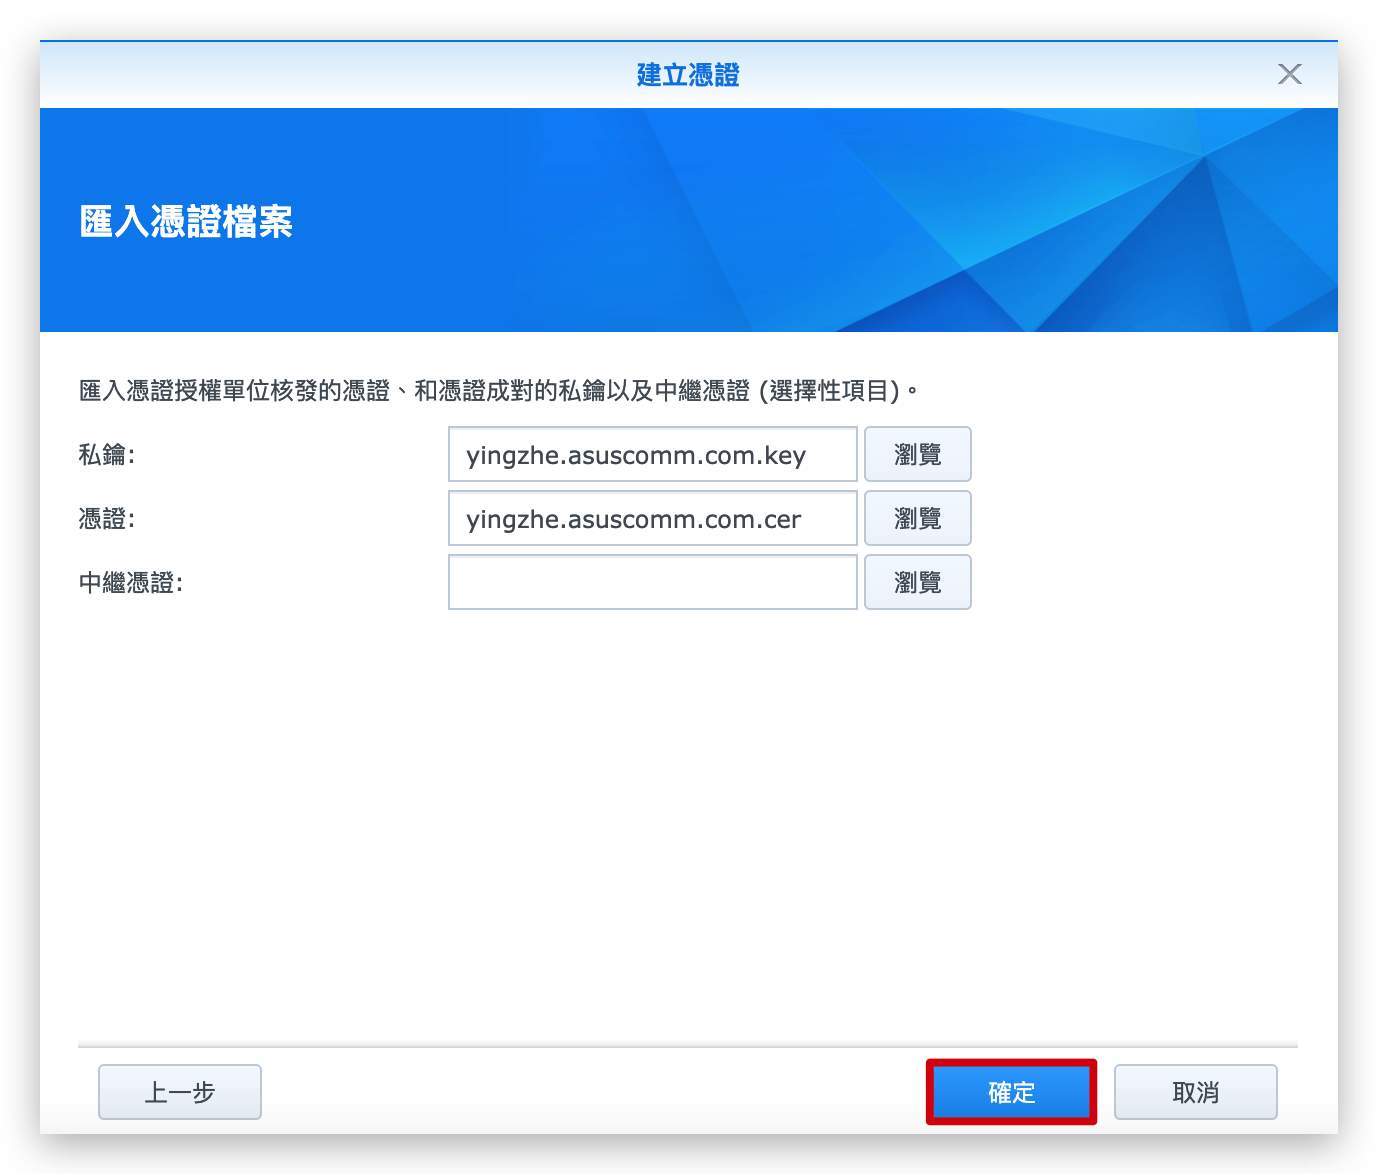 建立憑證
匯入憑證檔案
匯入憑證授權單位核發的憑證、和憑證成對的私鑰以及中繼憑證 (選擇性項目)。
私鑰: yingzhe.asuscomm.com.key 瀏覽
憑證: yingzhe.asuscomm.com.cer 瀏覽
中繼憑證: 瀏覽
上一步 確定 取消